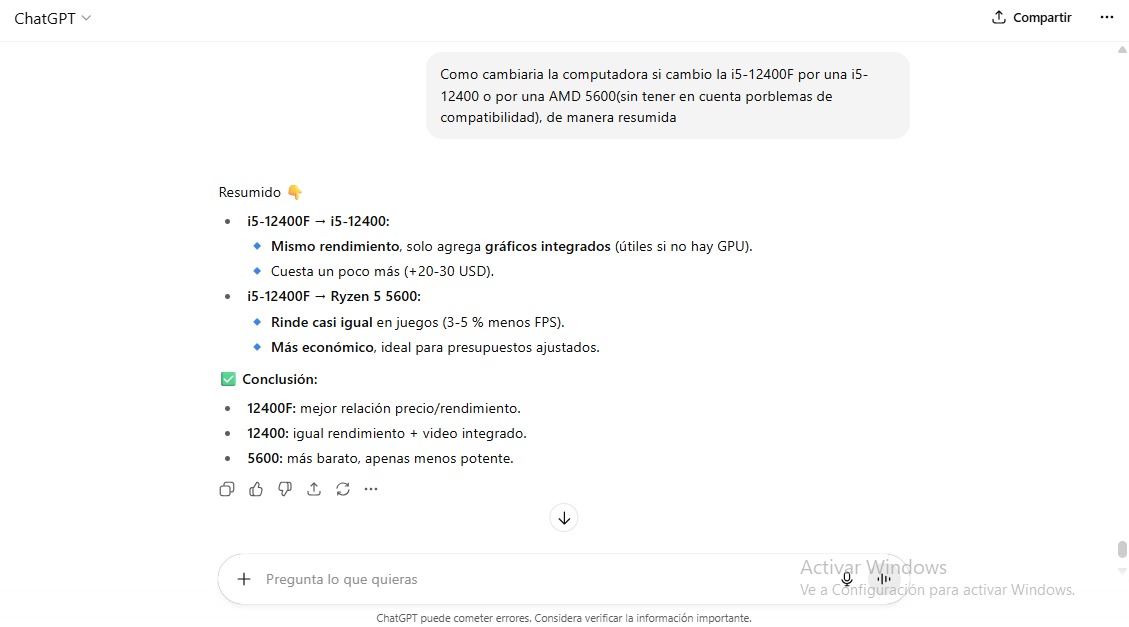 ChatGPT
Compartir
Como cambiaria la computadora si cambio la i5-12400F por una i5-
12400 o por una AMD 5600(sin tener en cuenta porblemas de
compatibilidad), de manera resumida
Resumido 👇
• i5-12400F → i5-12400:
🔹 Mismo rendimiento, solo agrega gráficos integrados (útiles si no hay GPU).
🔹 Cuesta un poco más (+20-30 USD).
• i5-12400F → Ryzen 5 5600:
🔹 Rinde casi igual en juegos (3-5 % menos FPS).
🔹 Más económico, ideal para presupuestos ajustados.
✅ Conclusión:
• 12400F: mejor relación precio/rendimiento.
• 12400: igual rendimiento + video integrado.
• 5600: más barato, apenas menos potente.
Pregunta lo que quieras
Activar Windows
Ve a Configuración para activar Windows.
ChatGPT puede cometer errores. Considera verificar la información importante.